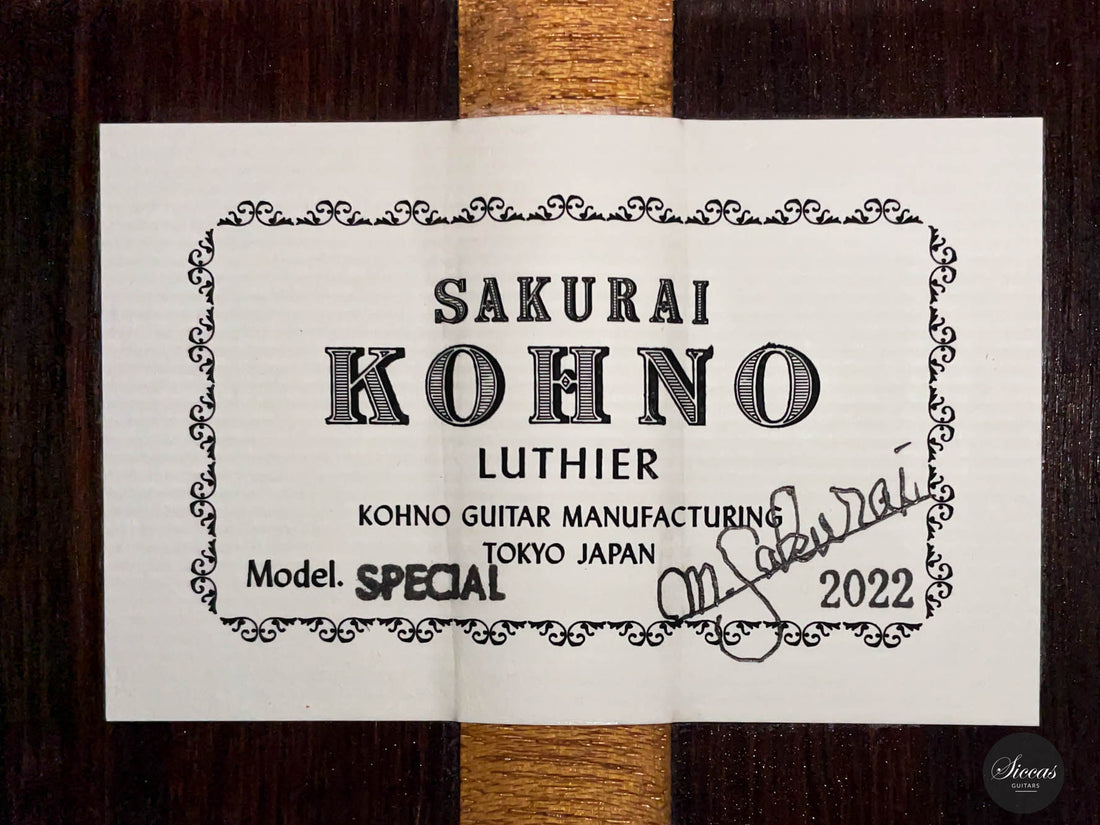 SAKURAI
KOHNO
LUTHIER
KOHNO GUITAR MANUFACTURING
TOKYO JAPAN
Model. SPECIAL
M. Sakurai
2022
Siccas
GUITARS